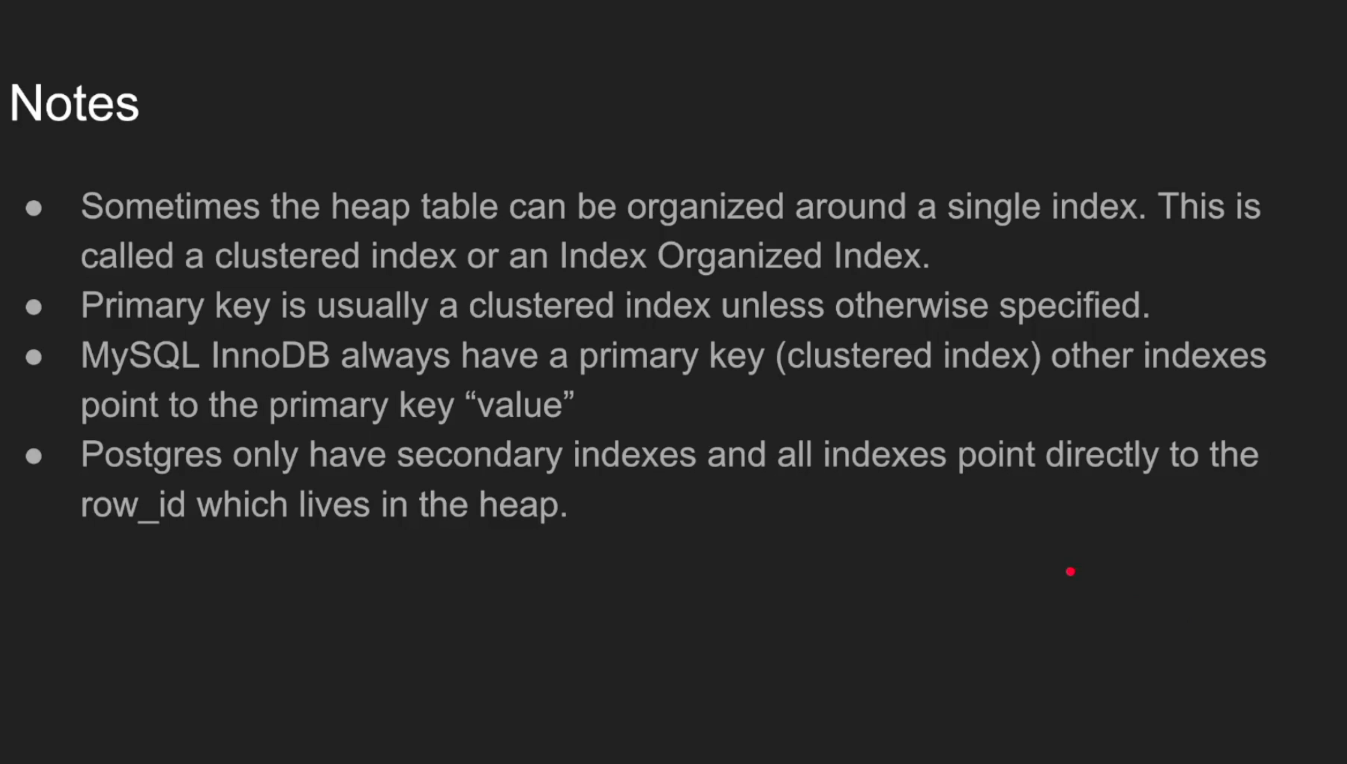 Notes
● Sometimes the heap table can be organized around a single index. This is
called a clustered index or an Index Organized Index.
● Primary key is usually a clustered index unless otherwise specified.
● MySQL InnoDB always have a primary key (clustered index) other indexes
point to the primary key “value”
● Postgres only have secondary indexes and all indexes point directly to the
row_id which lives in the heap.